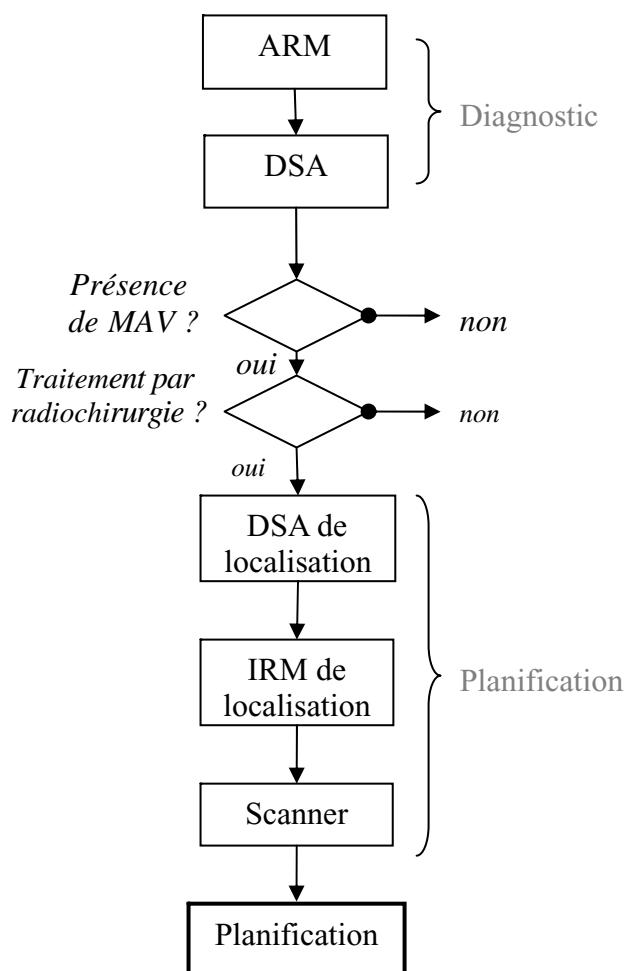 ARM
Diagnostic
DSA
Présence
de MAV ?
non
oui
Traitement par
radiochirurgie ?
non
oui
DSA de
localisation
IRM de
localisation
Planification
Scanner
Planification